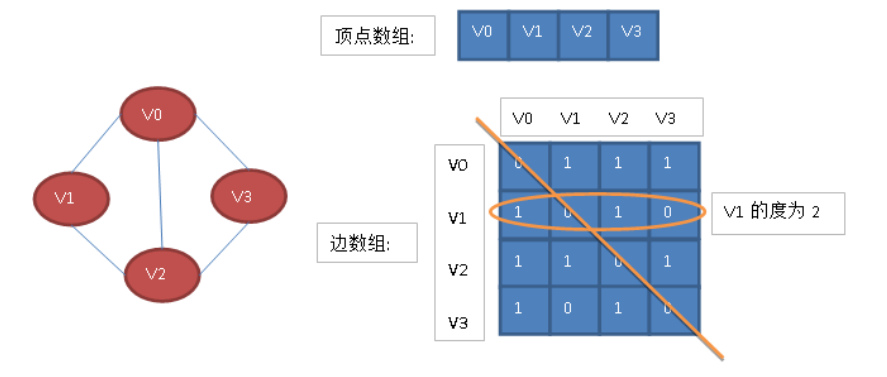 顶点数组: V0 V1 V2 V3
V0
V1
V3
V2
边数组:
V0 V1 V2 V3
V0 0 1 1 1
V1 1 0 1 0
V2 1 1 0 1
V3 1 0 1 0
V1 的度为 2